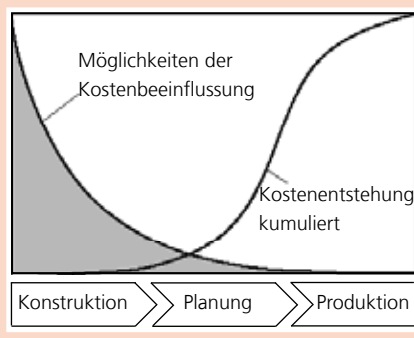 Möglichkeiten der
Kostenbeeinflussung
Kostenentstehung
kumuliert
Konstruktion
Planung
Produktion